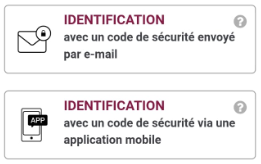 IDENTIFICATION
avec un code de sécurité envoyé
par e-mail
?
IDENTIFICATION
avec un code de sécurité via une
application mobile
?
APP